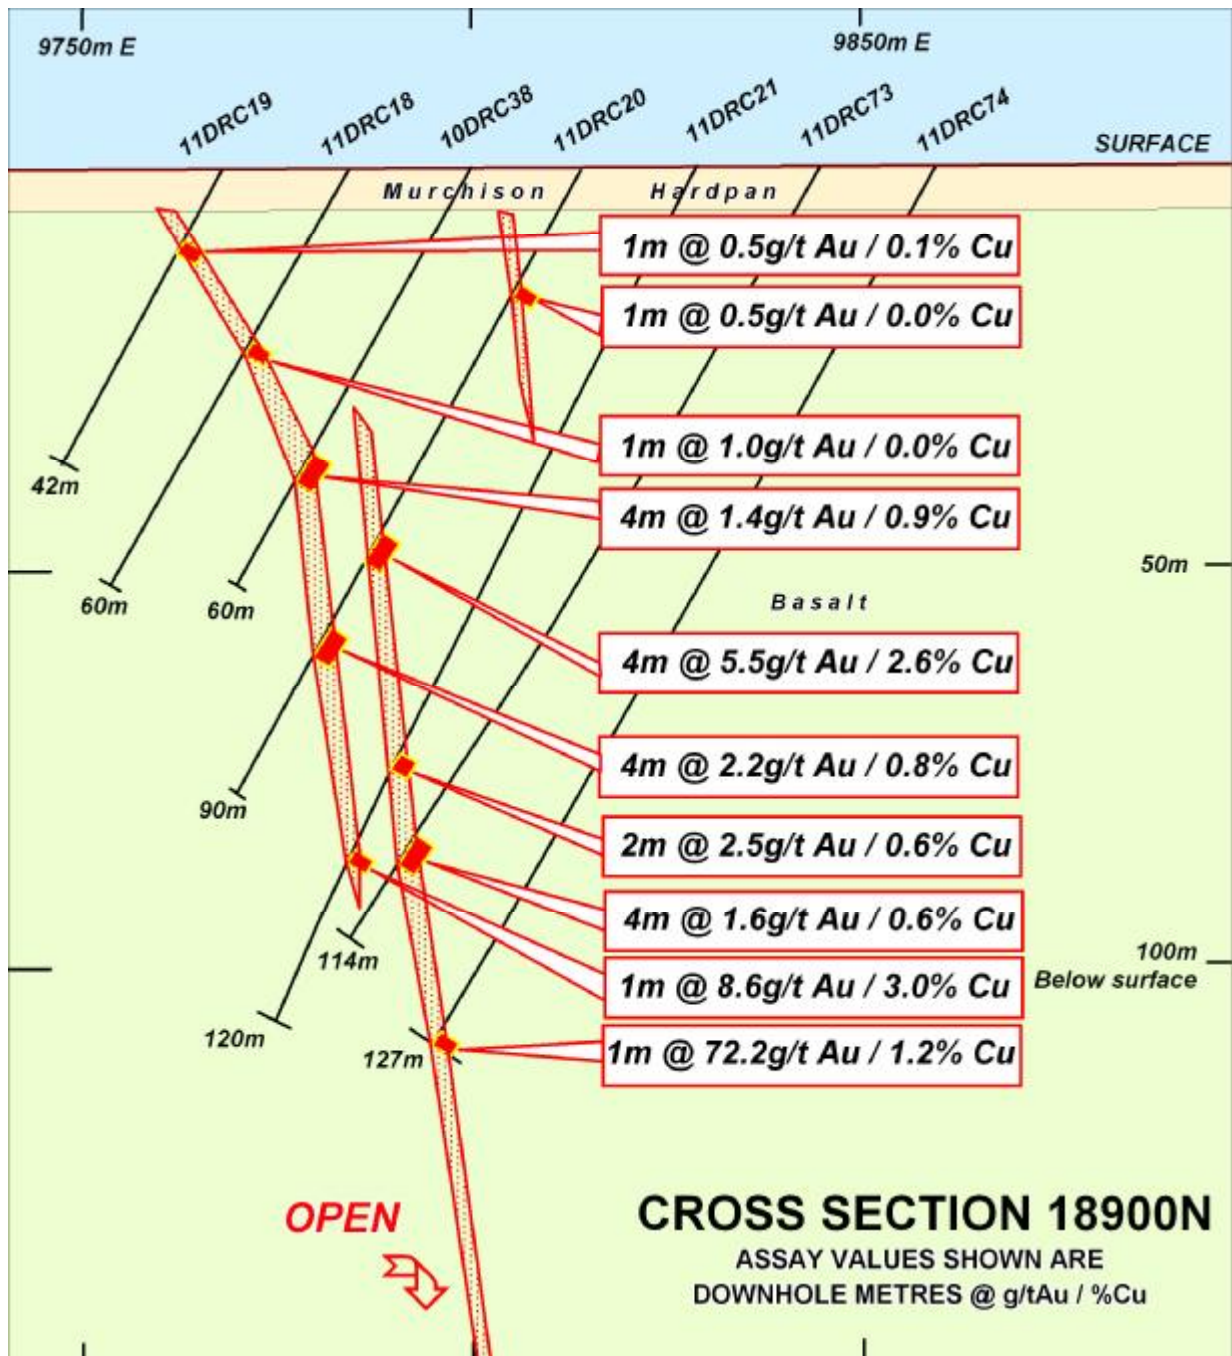 9750m E
9850m E
11DRC19
11DRC18
10DRC38
11DRC20
11DRC21
11DRC73
11DRC74
SURFACE
Murchison Hardpan
1m @ 0.5g/t Au / 0.1% Cu
1m @ 0.5g/t Au / 0.0% Cu
1m @ 1.0g/t Au / 0.0% Cu
42m
4m @ 1.4g/t Au / 0.9% Cu
50m
60m
60m
Basalt
4m @ 5.5g/t Au / 2.6% Cu
4m @ 2.2g/t Au / 0.8% Cu
90m
2m @ 2.5g/t Au / 0.6% Cu
4m @ 1.6g/t Au / 0.6% Cu
114m
100m
Below surface
1m @ 8.6g/t Au / 3.0% Cu
120m
127m
1m @ 72.2g/t Au / 1.2% Cu
OPEN
CROSS SECTION 18900N
ASSAY VALUES SHOWN ARE
DOWNHOLE METRES @ g/tAu / %Cu